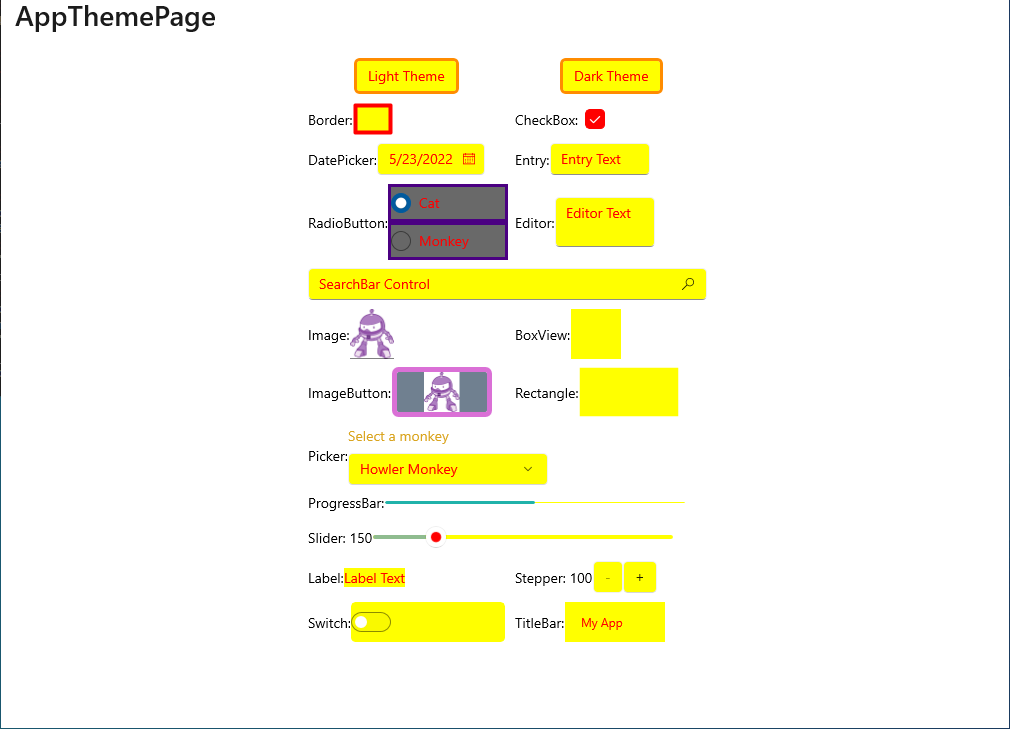 AppThemePage
Light Theme Dark Theme
Border: CheckBox:
DatePicker: 5/23/2022 Entry: Entry Text
RadioButton: Cat
Monkey
Editor: Editor Text
SearchBar Control
Image: BoxView:
ImageButton: Rectangle:
Select a monkey
Picker: Howler Monkey
ProgressBar:
Slider: 150
Label: Label Text Stepper: 100 - +
Switch: TitleBar: My App